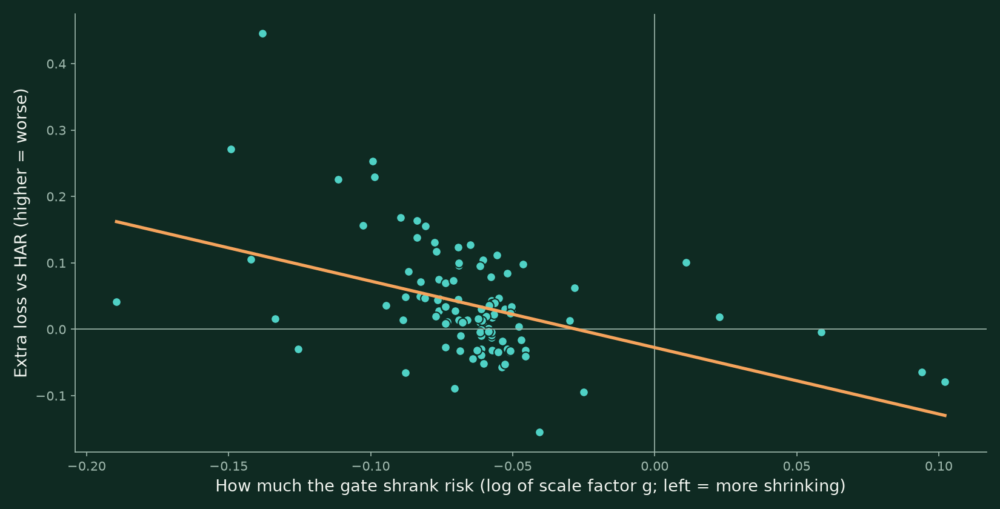 Extra loss vs HAR (higher = worse)
0.4
0.3
0.2
0.1
0.0
−0.1
−0.20 −0.15 −0.10 −0.05 0.00 0.05 0.10
How much the gate shrank risk (log of scale factor g; left = more shrinking)